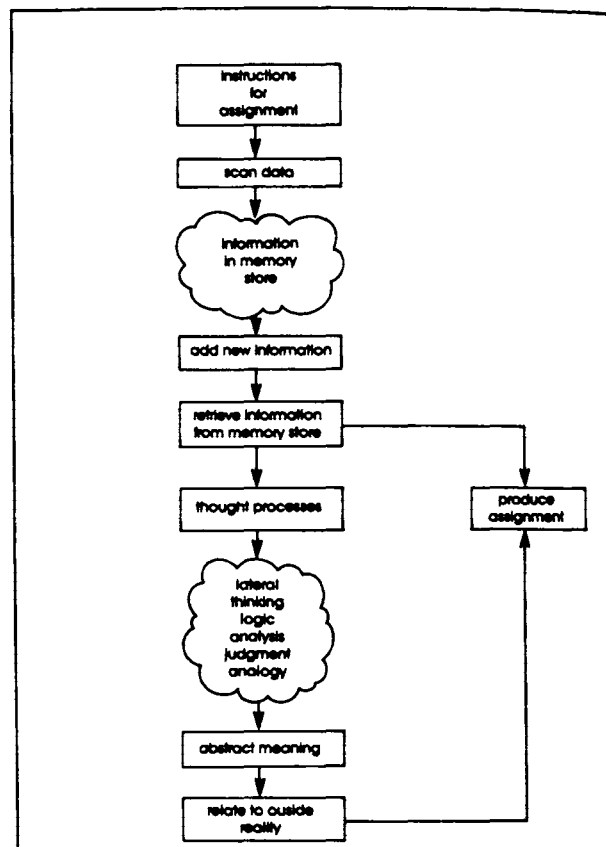 instructions
for
assignment
scan data
information
in memory
store
add new information
retrieve information
from memory store
thought processes
produce
assignment
lateral
thinking
logic
analysis
judgment
analogy
abstract meaning
relate to ouside
reality